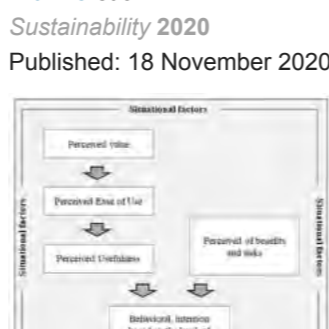 Sustainability 2020
Published: 18 November 2020
Situational factors
Perceived value
Situational factors
Perceived Ease of Use
Perceived Usefulness
Perceived of benefits
and risks
Situational factors
Behavioral intention